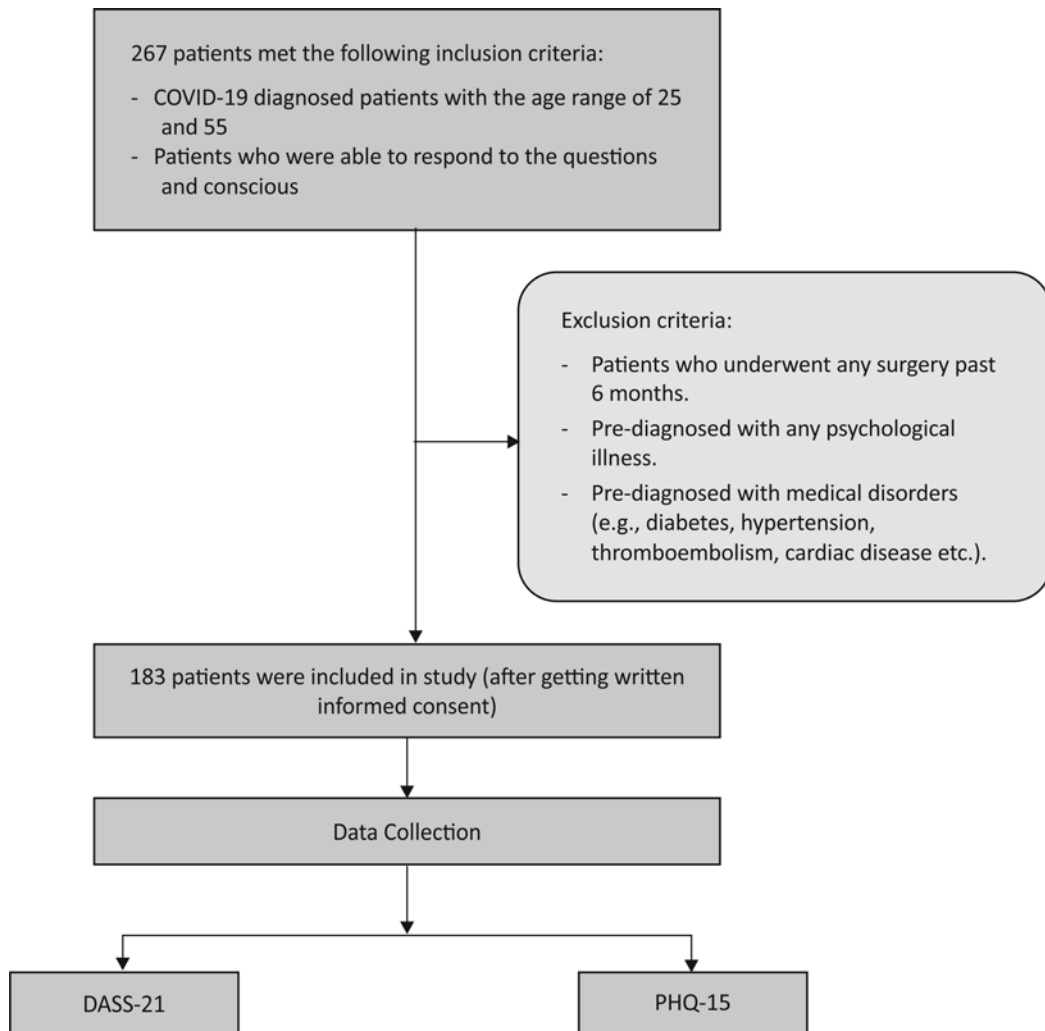 267 patients met the following inclusion criteria:
- COVID-19 diagnosed patients with the age range of 25
and 55
- Patients who were able to respond to the questions
and conscious
Exclusion criteria:
- Patients who underwent any surgery past
6 months.
- Pre-diagnosed with any psychological
illness.
- Pre-diagnosed with medical disorders
(e.g., diabetes, hypertension,
thromboembolism, cardiac disease etc.).
183 patients were included in study (after getting written
informed consent)
Data Collection
DASS-21
PHQ-15